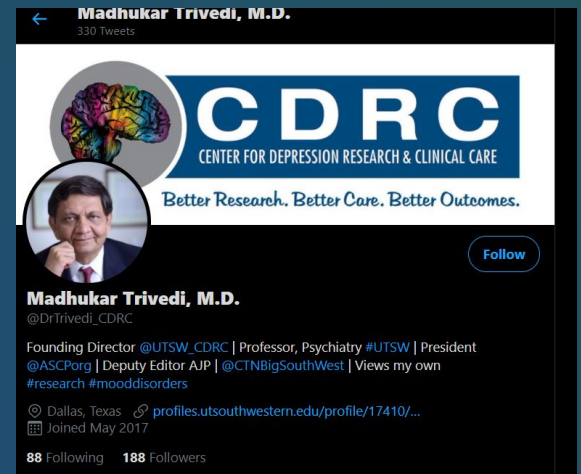 Madhukar Trivedi, M.D.
330 Tweets
CDRC
CENTER FOR DEPRESSION RESEARCH & CLINICAL CARE
Better Research. Better Care. Better Outcomes.
Follow
Madhukar Trivedi, M.D.
@DrTrivedi_CDRC
Founding Director @UTSW_CDRC | Professor, Psychiatry #UTSW | President
@ASCPorg | Deputy Editor AJP | @CTNBigSouthWest | Views my own
#research #mooddisorders
Dallas, Texas profiles.utsouthwestern.edu/profile/17410/...
Joined May 2017
88 Following 188 Followers